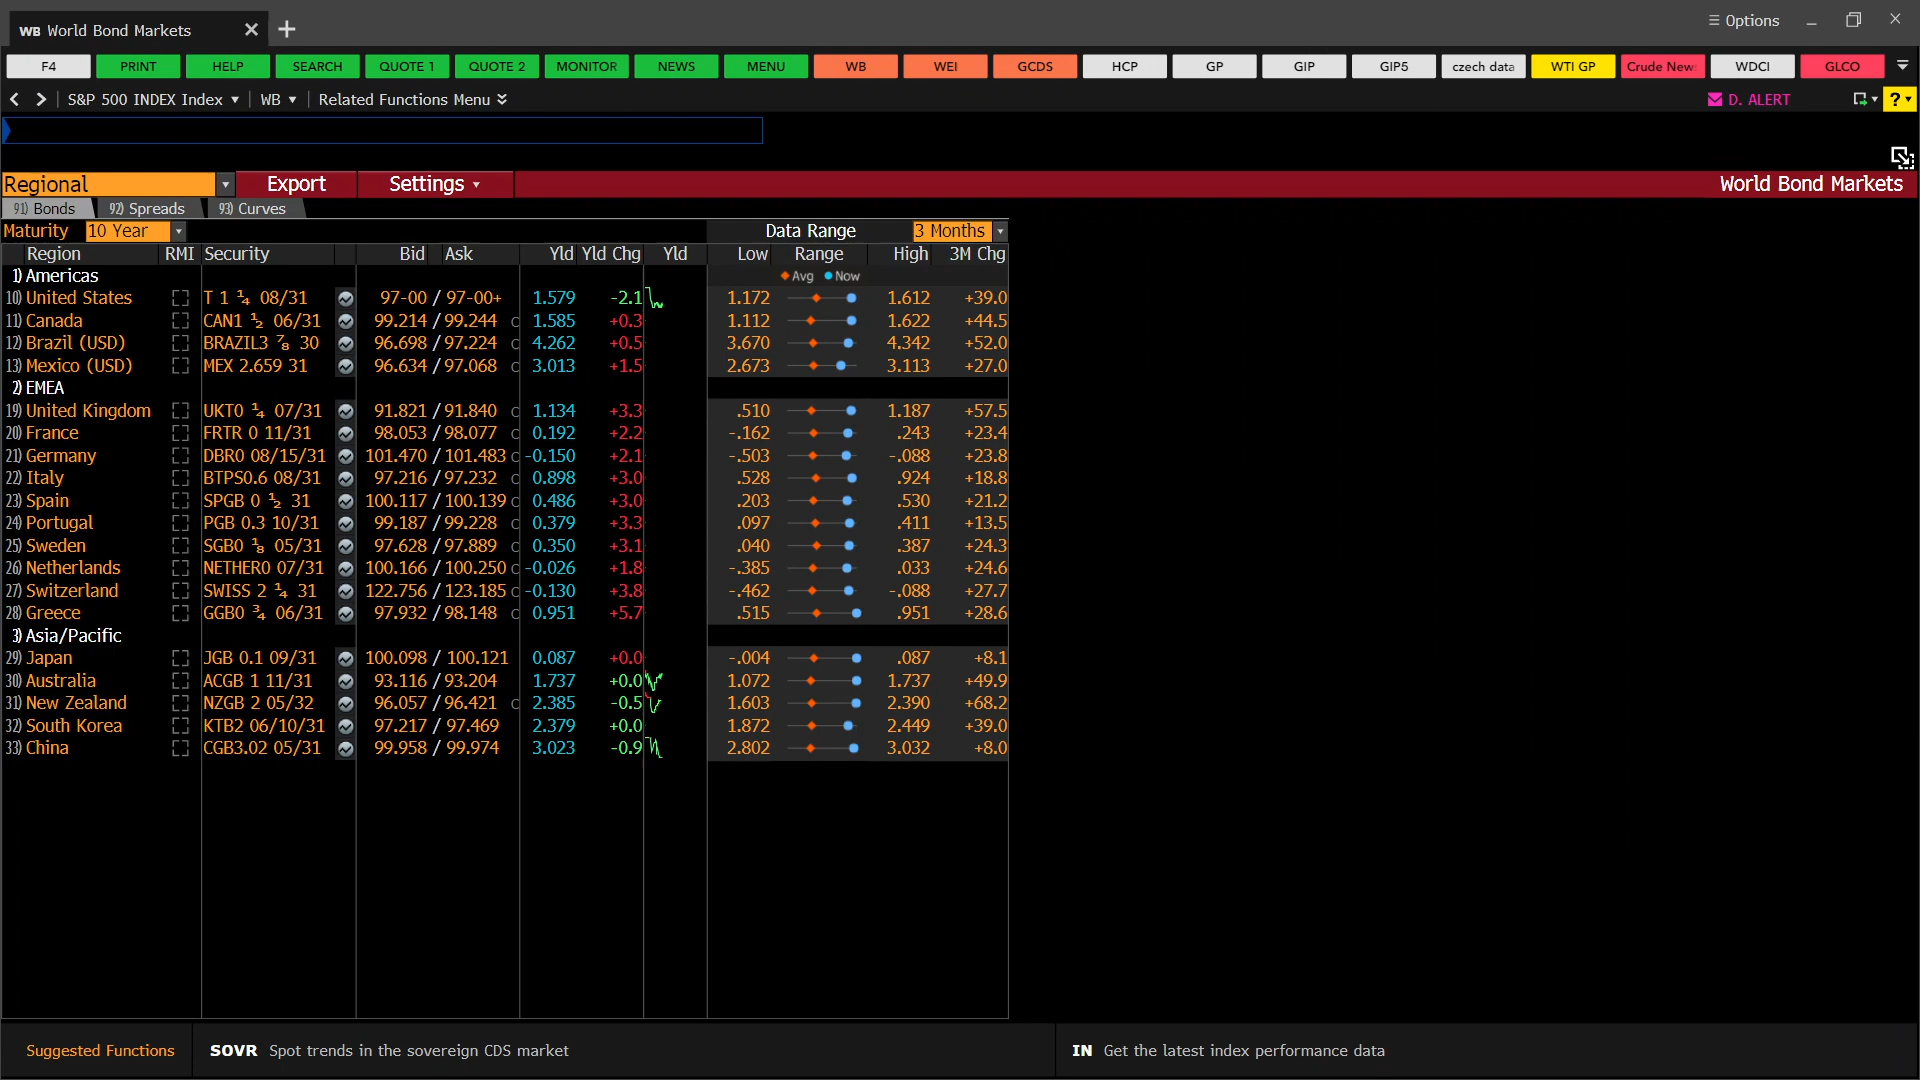 WB World Bond Markets
Options
F4 PRINT HELP SEARCH QUOTE 1 QUOTE 2 MONITOR NEWS MENU WB WEI GCDS HCP GP GIP GIP5 czech data WTI GP Crude New WDCI GLCO
S&P 500 INDEX Index WB Related Functions Menu D. ALERT ?
Regional Export Settings World Bond Markets
91) Bonds 92) Spreads 93) Curves
Maturity 10 Year Data Range 3 Months
Region RMI Security Bid Ask Yld Yld Chg Yld Low Range High 3M Chg
1) Americas Avg Now
10) United States T 1 ¼ 08/31 97-00 / 97-00+ 1.579 -2.1 1.172 1.612 +39.0
11) Canada CAN1 ½ 06/31 99.214 / 99.244 C 1.585 +0.3 1.112 1.622 +44.5
12) Brazil (USD) BRAZIL3 ⅞ 30 96.698 / 97.224 C 4.262 +0.5 3.670 4.342 +52.0
13) Mexico (USD) MEX 2.659 31 96.634 / 97.068 C 3.013 +1.5 2.673 3.113 +27.0
2) EMEA
19) United Kingdom UKT0 ¼ 07/31 91.821 / 91.840 C 1.134 +3.3 .510 1.187 +57.5
20) France FRTR 0 11/31 98.053 / 98.077 C 0.192 +2.2 -.162 .243 +23.4
21) Germany DBR0 08/15/31 101.470 / 101.483 C -0.150 +2.1 -.503 -.088 +23.8
22) Italy BTPS0.6 08/31 97.216 / 97.232 C 0.898 +3.0 .528 .924 +18.8
23) Spain SPGB 0 ½ 31 100.117 / 100.139 C 0.486 +3.0 .203 .530 +21.2
24) Portugal PGB 0.3 10/31 99.187 / 99.228 C 0.379 +3.3 .097 .411 +13.5
25) Sweden SGB0 ⅛ 05/31 97.628 / 97.889 C 0.350 +3.1 .040 .387 +24.3
26) Netherlands NETHER0 07/31 100.166 / 100.250 C -0.026 +1.8 -.385 .033 +24.6
27) Switzerland SWISS 2 ¼ 31 122.756 / 123.185 C -0.130 +3.8 -.462 -.088 +27.7
28) Greece GGB0 ¾ 06/31 97.932 / 98.148 C 0.951 +5.7 .515 .951 +28.6
3) Asia/Pacific
29) Japan JGB 0.1 09/31 100.098 / 100.121 0.087 +0.0 -.004 .087 +8.1
30) Australia ACGB 1 11/31 93.116 / 93.204 1.737 +0.0 1.072 1.737 +49.9
31) New Zealand NZGB 2 05/32 96.057 / 96.421 C 2.385 -0.5 1.603 2.390 +68.2
32) South Korea KTB2 06/10/31 97.217 / 97.469 2.379 +0.0 1.872 2.449 +39.0
33) China CGB3.02 05/31 99.958 / 99.974 3.023 -0.9 2.802 3.032 +8.0
Suggested Functions SOVR Spot trends in the sovereign CDS market IN Get the latest index performance data